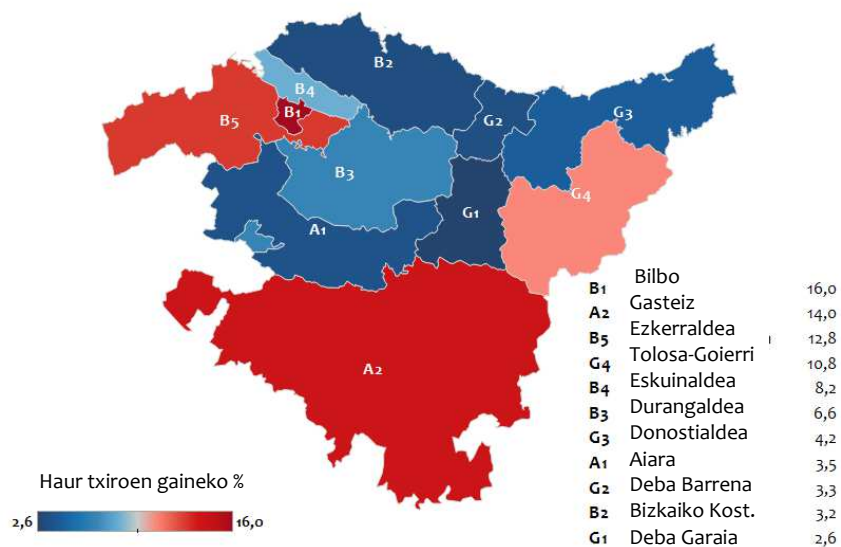 B2
B4
B1
B5
G2
G3
B3
G4
G1
A1
A2
B1 Bilbo 16,0
A2 Gasteiz 14,0
B5 Ezkerraldea 12,8
G4 Tolosa-Goierri 10,8
B4 Eskuinaldea 8,2
B3 Durangaldea 6,6
G3 Donostialdea 4,2
A1 Aiara 3,5
G2 Deba Barrena 3,3
B2 Bizkaiko Kost. 3,2
G1 Deba Garaia 2,6
Haur txiroen gaineko %
2,6 16,0